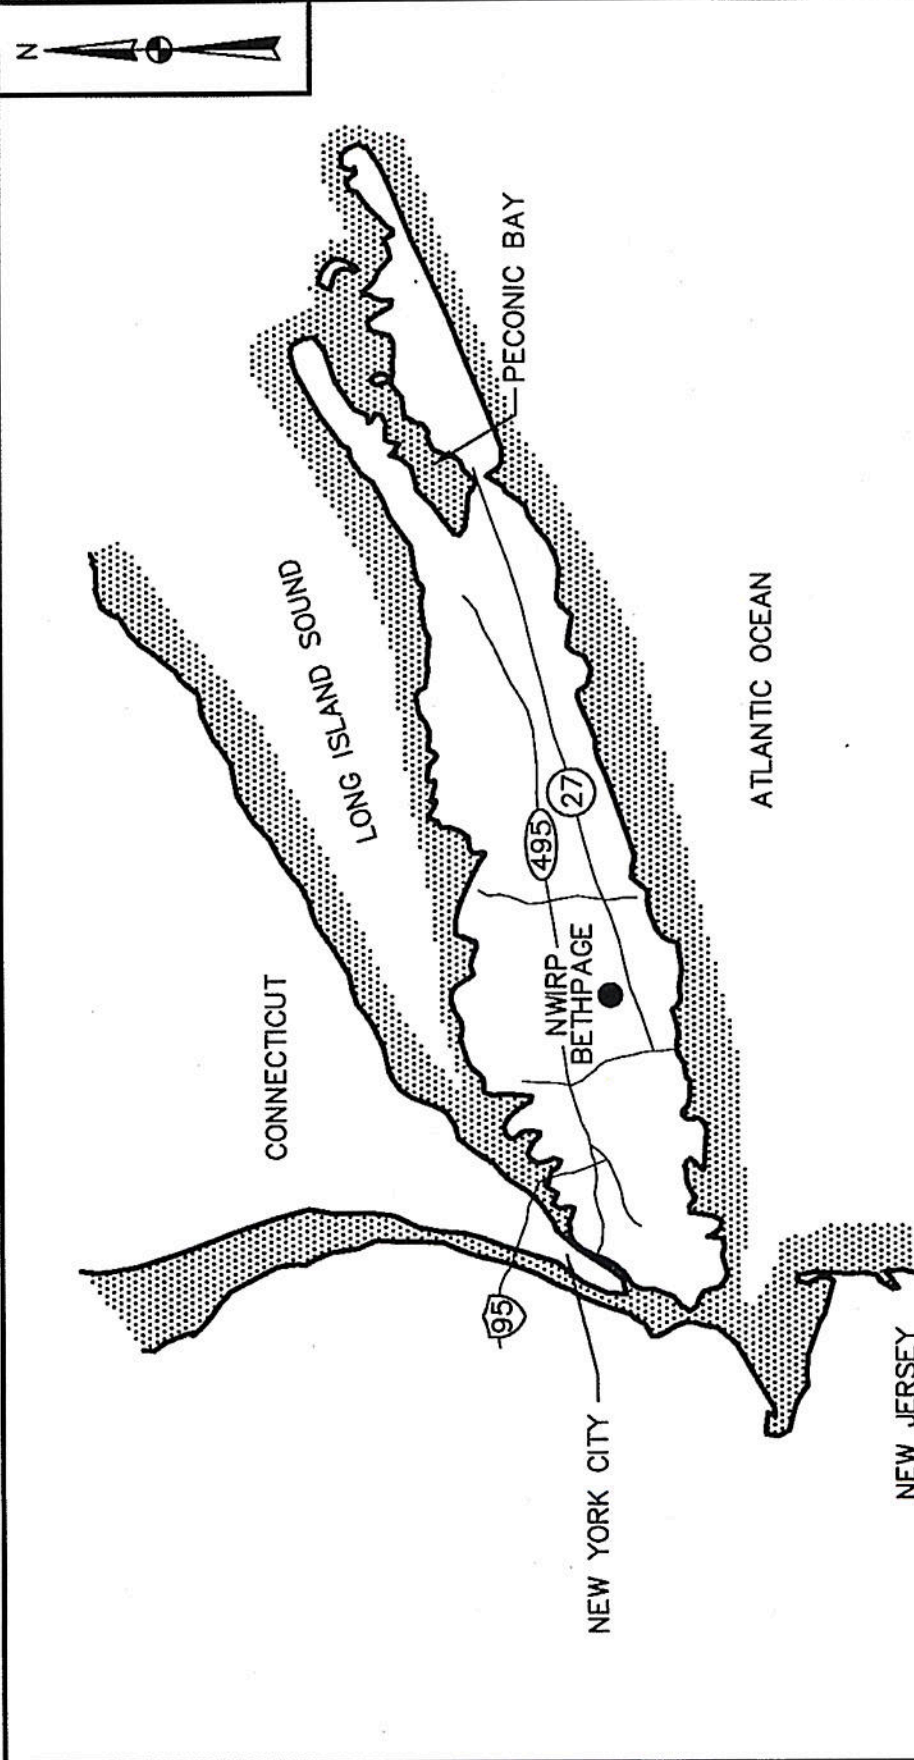 N
CONNECTICUT
LONG ISLAND SOUND
PECONIC BAY
95
495
27
NWIRP
BETHPAGE
NEW YORK CITY
ATLANTIC OCEAN
NEW JERSEY